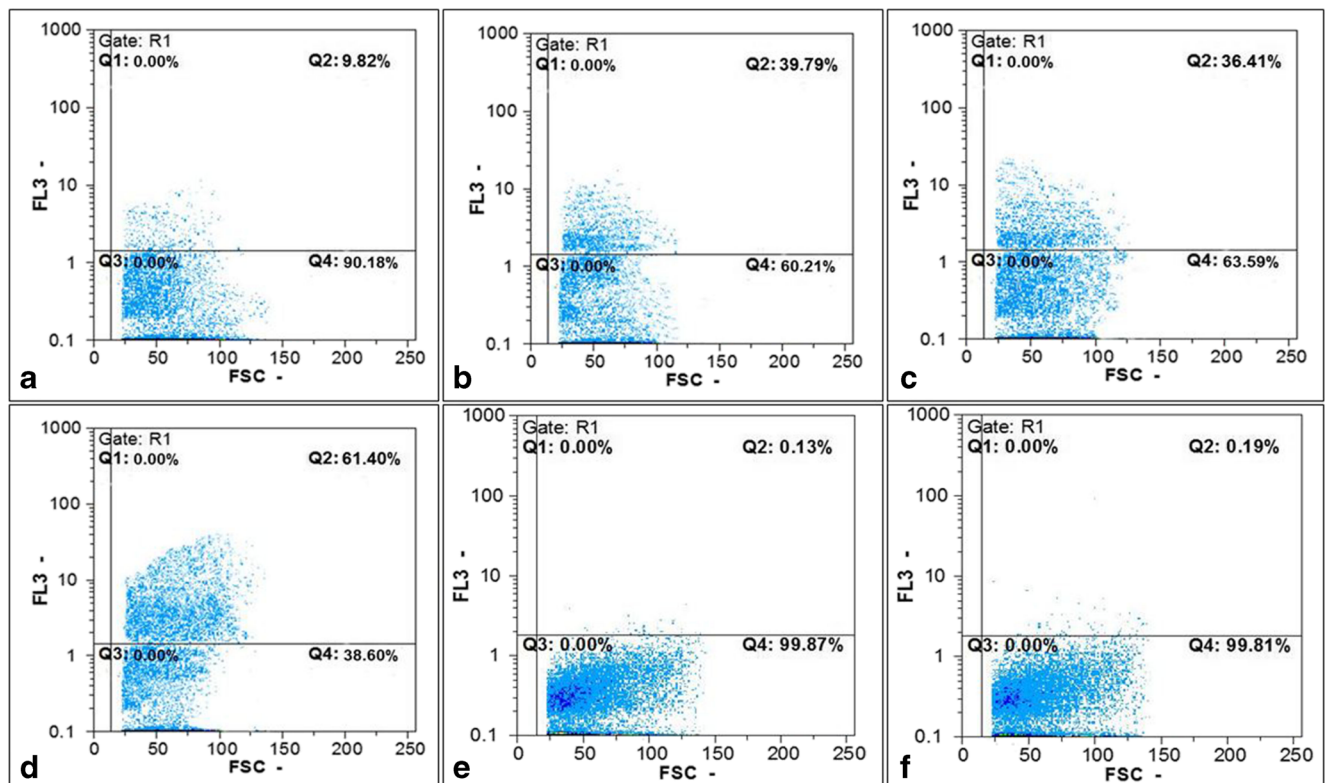 1000
Gate: R1
Q1: 0.00% Q2: 9.82%
100
10
FL3 -
Q3: 0.00% Q4: 90.18%
1
0.1
0 50 100 150 200 250
FSC -
a
1000
Gate: R1
Q1: 0.00% Q2: 39.79%
100
10
FL3 -
Q3: 0.00% Q4: 60.21%
1
0.1
0 50 100 150 200 250
FSC -
b
1000
Gate: R1
Q1: 0.00% Q2: 36.41%
100
10
FL3 -
Q3: 0.00% Q4: 63.59%
1
0.1
0 50 100 150 200 250
FSC -
c
1000
Gate: R1
Q1: 0.00% Q2: 61.40%
100
10
FL3 -
Q3: 0.00% Q4: 38.60%
1
0.1
0 50 100 150 200 250
FSC -
d
1000
Gate: R1
Q1: 0.00% Q2: 0.13%
100
10
FL3 -
Q3: 0.00% Q4: 99.87%
1
0.1
0 50 100 150 200 250
FSC -
e
1000
Gate: R1
Q1: 0.00% Q2: 0.19%
100
10
FL3 -
Q3: 0.00% Q4: 99.81%
1
0.1
0 50 100 150 200 250
FSC -
f